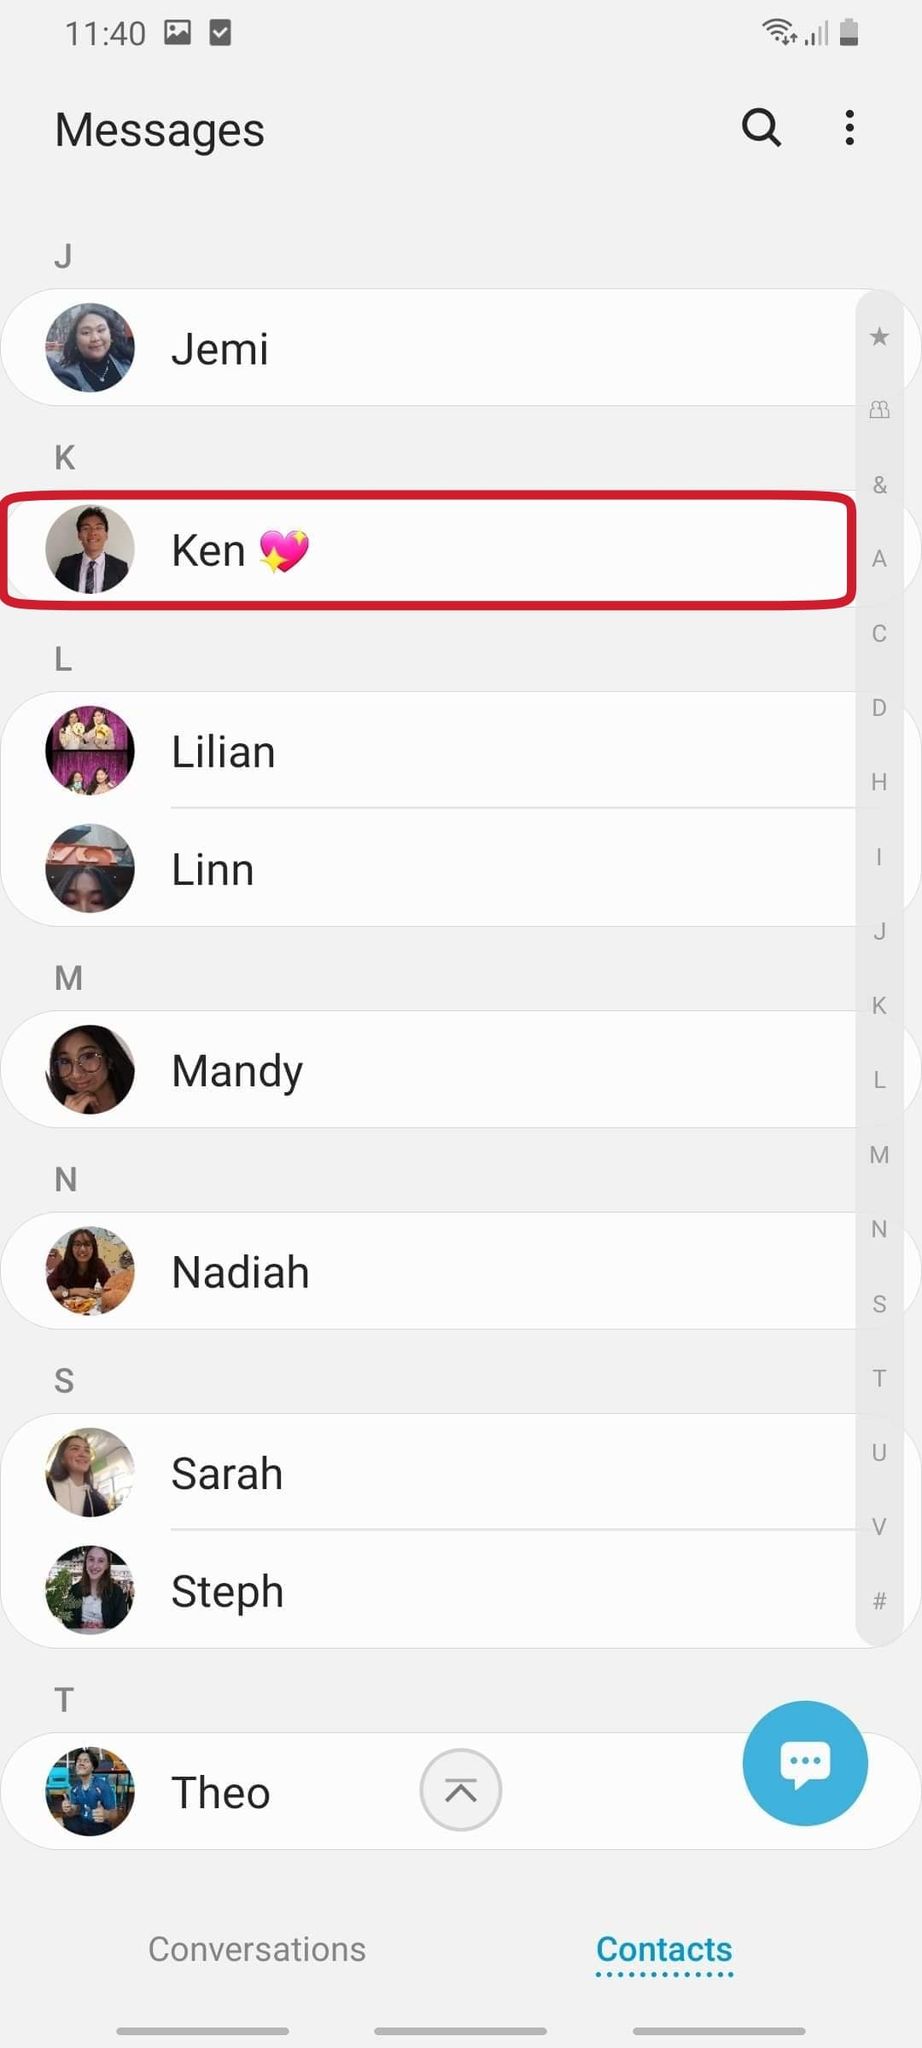 11:40
Messages
J
Jemi
K
Ken 💖
L
Lilian
Linn
M
Mandy
N
Nadiah
S
Sarah
Steph
T
Theo
&
A
C
D
H
I
J
K
L
M
N
S
T
U
V
#
Conversations
Contacts